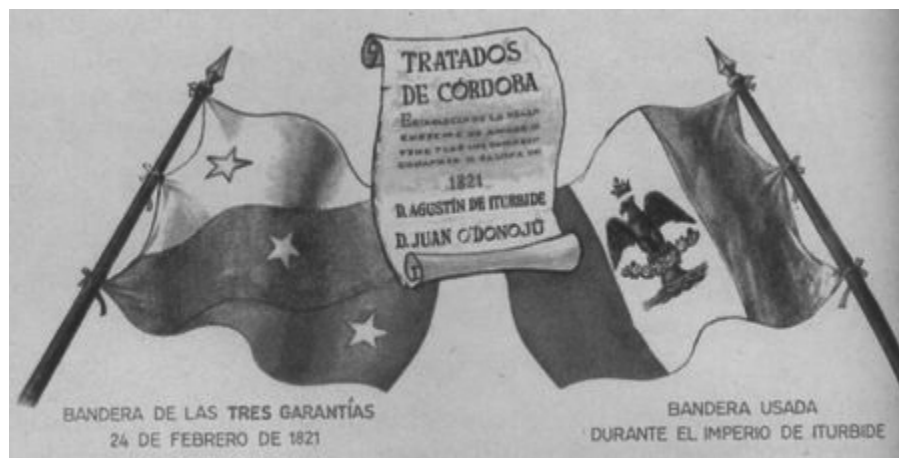 TRATADOS
DE CÓRDOBA
1821
D. AGUSTÍN DE ITURBIDE
D. JUAN O'DONOJÚ
BANDERA DE LAS TRES GARANTÍAS
24 DE FEBRERO DE 1821
BANDERA USADA
DURANTE EL IMPERIO DE ITURBIDE